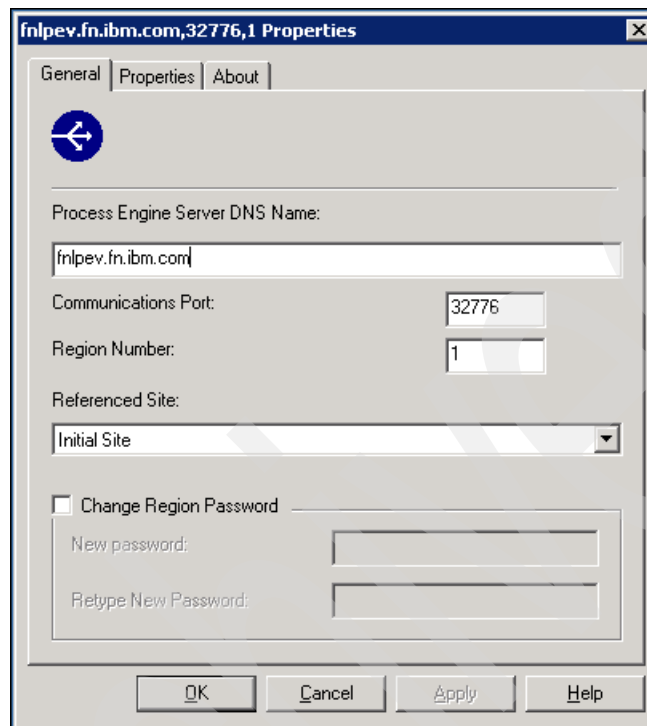 fnlpev.fn.ibm.com,32776,1 Properties
General Properties About
Process Engine Server DNS Name:
fnlpev.fn.ibm.com
Communications Port: 32776
Region Number: 1
Referenced Site:
Initial Site
Change Region Password
New password:
Retype New Password:
OK Cancel Apply Help